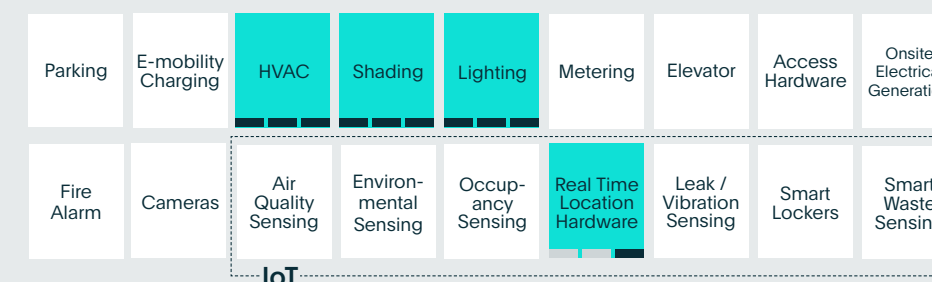 Parking
E-mobility
Charging
HVAC
Shading
Lighting
Metering
Elevator
Access
Hardware
Onsite
Fire
Alarm
Cameras
Air
Quality
Sensing
Environ-
mental
Sensing
Occup-
ancy
Sensing
Real Time
Location
Hardware
Leak /
Vibration
Sensing
Smart
Lockers
Smart
Waste
IoT